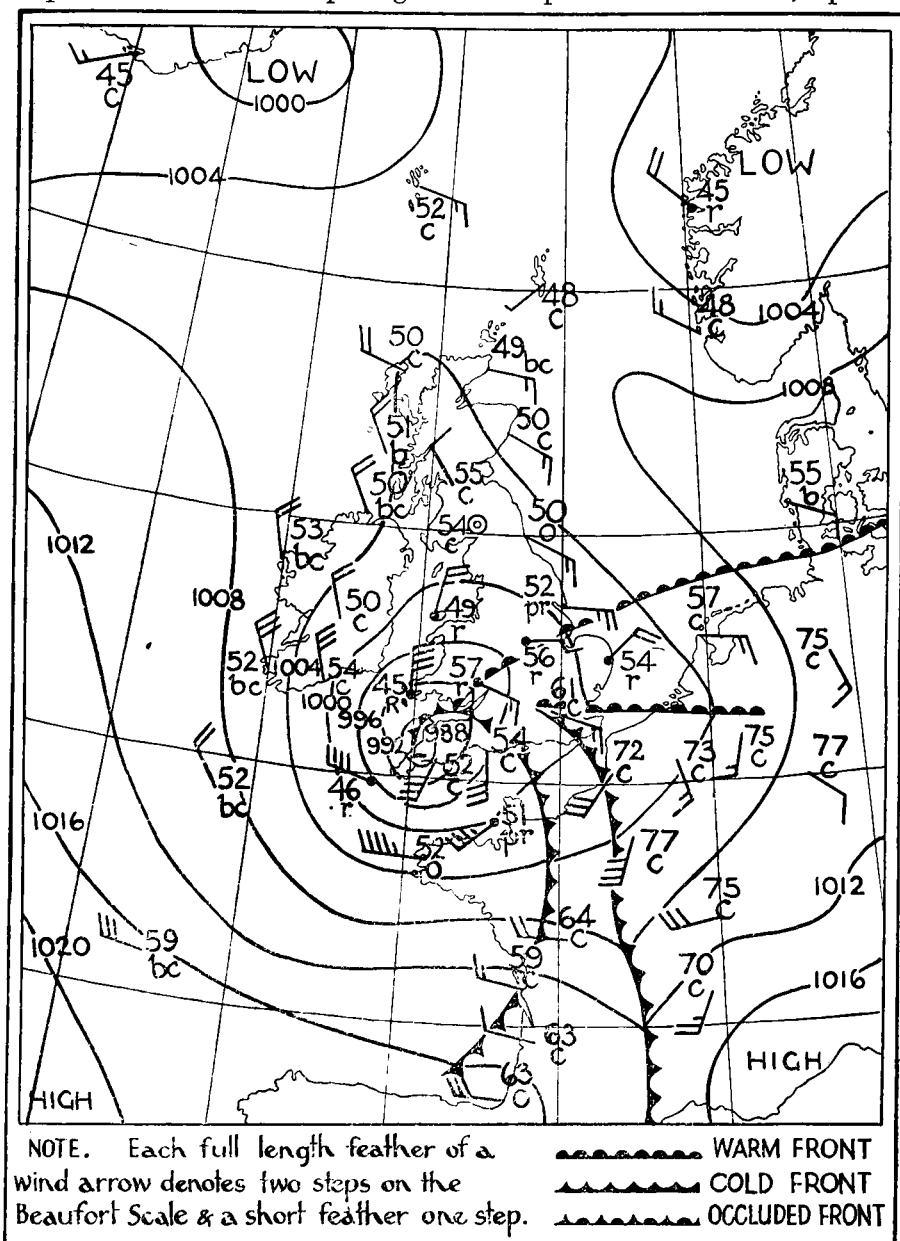 LOW
45
C
1000
LOW
1004
45
r
52
C
48
C
48
C
1004
50
C
49
bc
1008
51
b
50
C
50
bc
55
C
55
b
53
bc
54
c
50
O
1012
1008
50
C
49
r
52
pr
57
C
75
C
52
bc
1004
54
C
1000
45
R
57
r
56
r
54
r
996
992
988
54
C
72
C
73
C
75
C
77
C
52
bc
46
r
52
C
51
pr
1016
52
O
77
C
75
C
1012
1020
59
bc
64
C
59
C
70
C
1016
63
C
HIGH
63
C
HIGH
NOTE. Each full length feather of a
wind arrow denotes two steps on the
Beaufort Scale & a short feather one step.
WARM FRONT
COLD FRONT
OCCLUDED FRONT